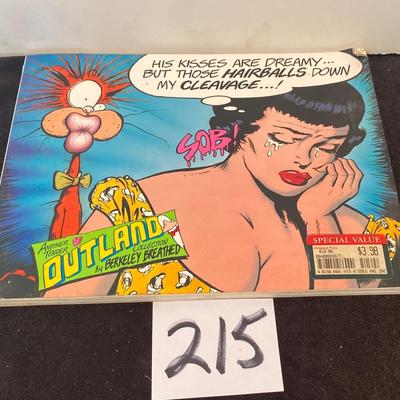 HIS KISSES ARE DREAMY...
BUT THOSE HAIRBALLS DOWN
MY CLEAVAGE...!
SOB!
ANOTHER
TENDER
OUTLAND
COLLECTION
by BERKELEY BREATHED
SPECIAL VALUE
$3.98
215